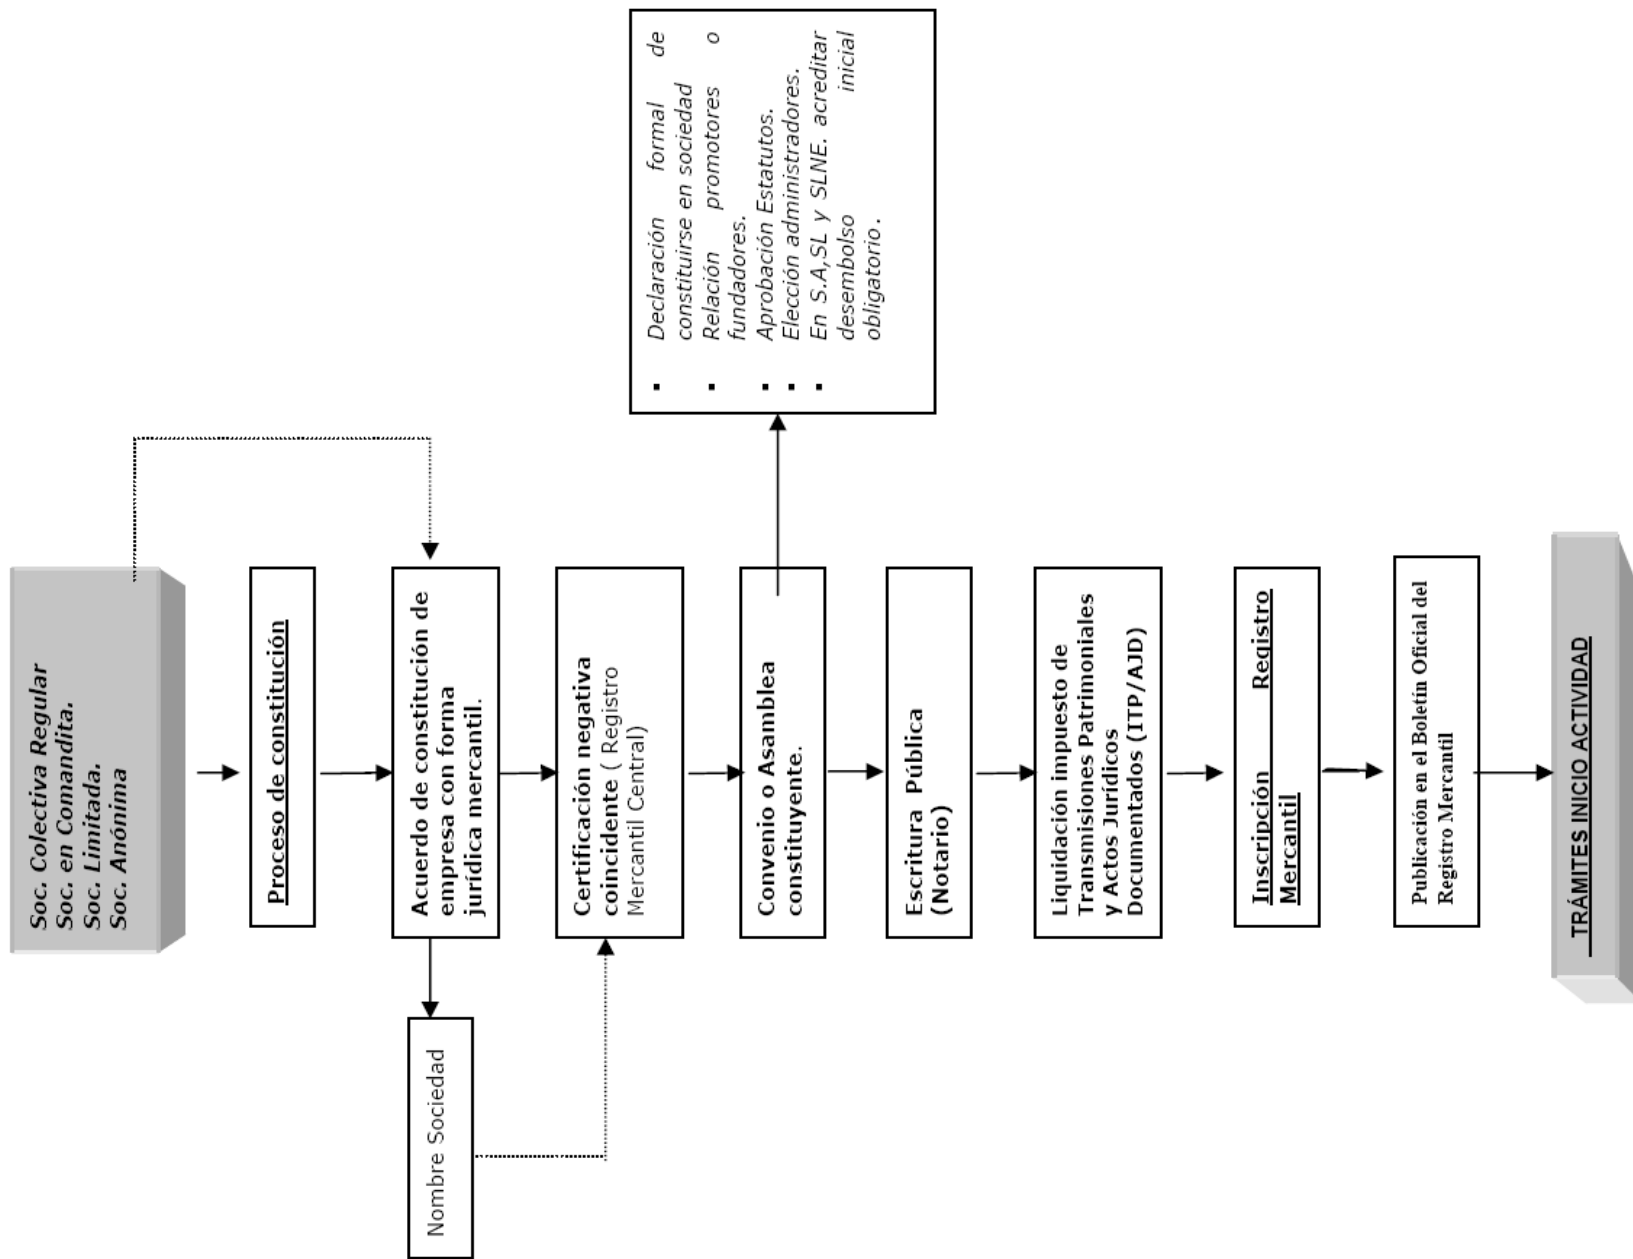 Soc. Colectiva Regular
Soc. en Comandita.
Soc. Limitada.
Soc. Anónima
Proceso de constitución
Acuerdo de constitución de
empresa con forma
jurídica mercantil.
Nombre Sociedad
Certificación negativa
coincidente ( Registro
Mercantil Central)
Convenio o Asamblea
constituyente.
▪ Declaración formal de
constituirse en sociedad
▪ Relación promotores o
fundadores.
▪ Aprobación Estatutos.
▪ Elección administradores.
▪ En S.A,SL y SLNE. acreditar
desembolso inicial
obligatorio.
Escritura Pública
(Notario)
Liquidación impuesto de
Transmisiones Patrimoniales
y Actos Jurídicos
Documentados (ITP/AJD)
Inscripción Registro
Mercantil
Publicación en el Boletín Oficial del
Registro Mercantil
TRÁMITES INICIO ACTIVIDAD